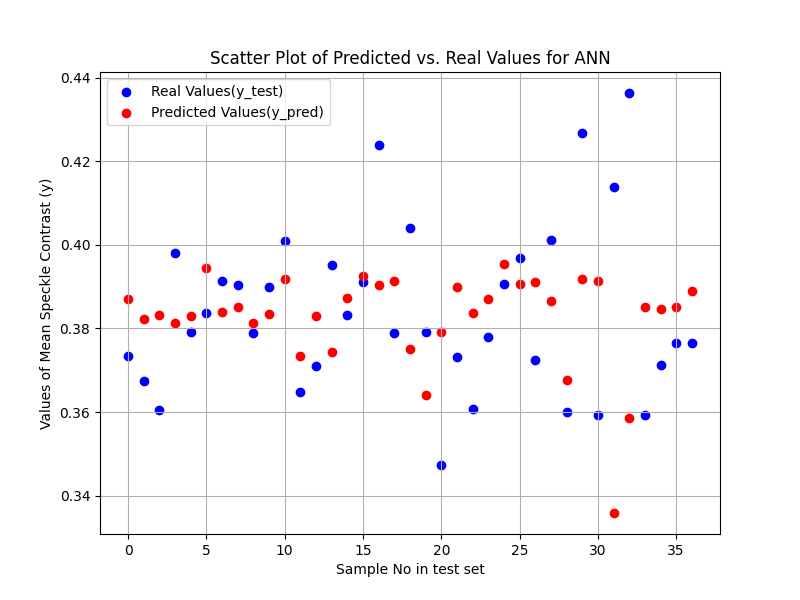 Scatter Plot of Predicted vs. Real Values for ANN
Real Values(y_test)
Predicted Values(y_pred)
Values of Mean Speckle Contrast (y)
0.44
0.42
0.40
0.38
0.36
0.34
0 5 10 15 20 25 30 35
Sample No in test set